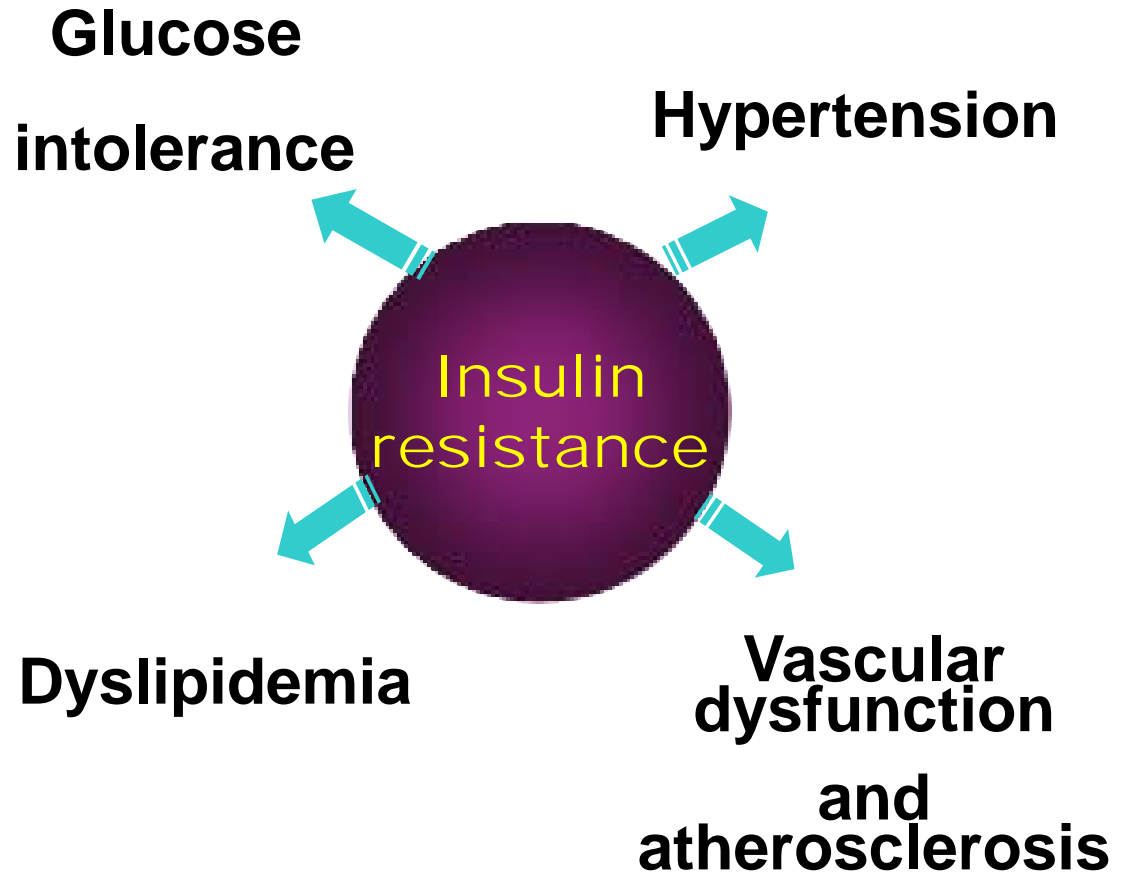 Glucose
intolerance
Hypertension
Insulin
resistance
Dyslipidemia
Vascular
dysfunction
and
atherosclerosis